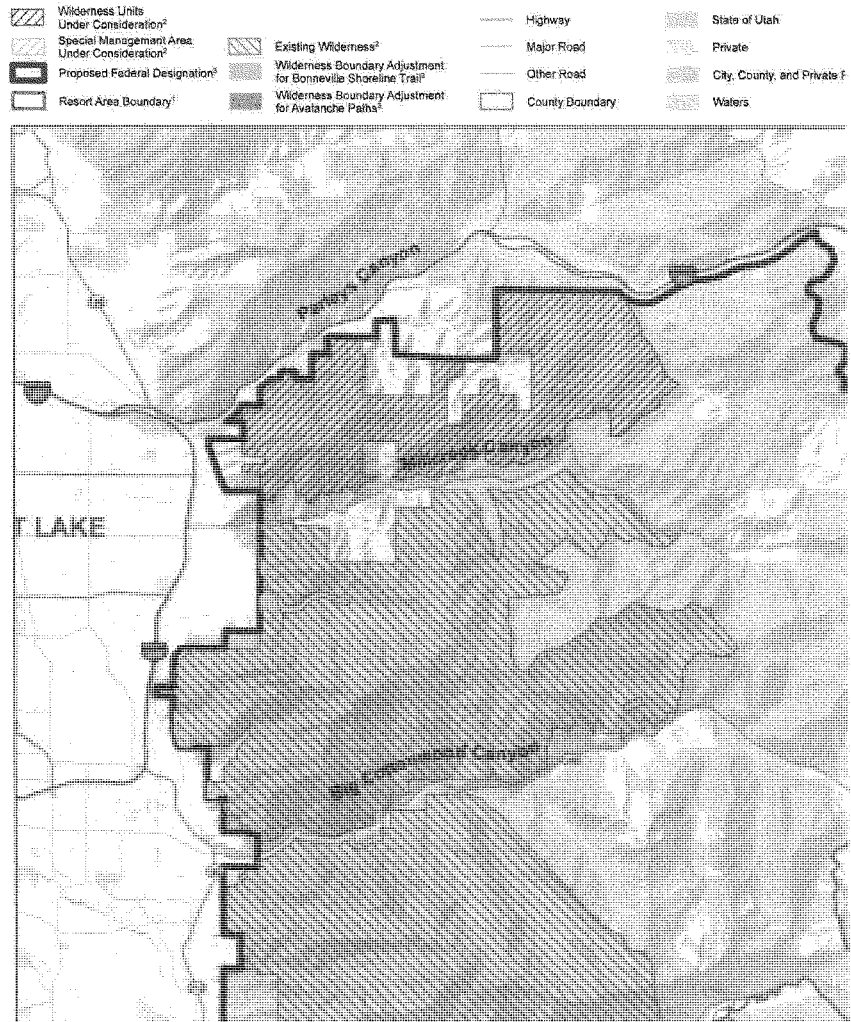 Wilderness Units
Under Consideration²
Special Management Area
Under Consideration²
Proposed Federal Designation³
Resort Area Boundary¹
Existing Wilderness²
Wilderness Boundary Adjustment
for Bonneville Shoreline Trail³
Wilderness Boundary Adjustment
for Avalanche Paths³
Highway
Major Road
Other Road
County Boundary
State of Utah
Private
City, County, and Private
Waters
Parleys Canyon
Millcreek Canyon
T LAKE
Big Cottonwood Canyon